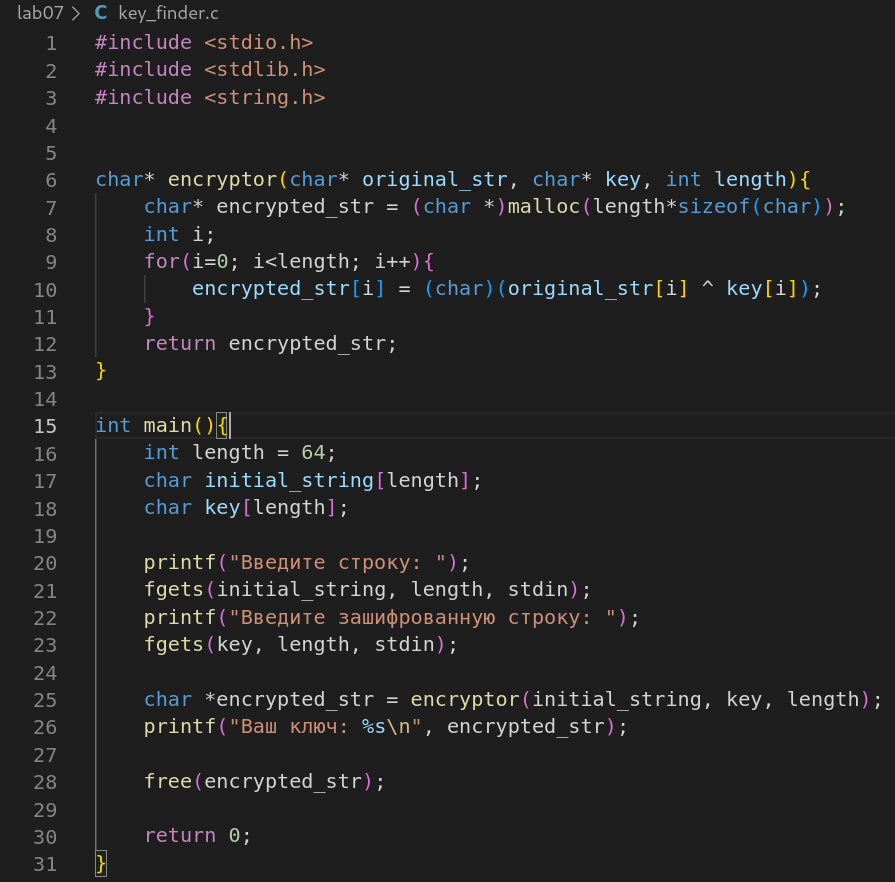 lab07 > C key_finder.c
1 #include <stdio.h>
2 #include <stdlib.h>
3 #include <string.h>
4
5
6 char* encryptor(char* original_str, char* key, int length){
7     char* encrypted_str = (char *)malloc(length*sizeof(char));
8     int i;
9     for(i=0; i<length; i++){
10         encrypted_str[i] = (char)(original_str[i] ^ key[i]);
11     }
12     return encrypted_str;
13 }
14
15 int main(){
16     int length = 64;
17     char initial_string[length];
18     char key[length];
19
20     printf("Введите строку: ");
21     fgets(initial_string, length, stdin);
22     printf("Введите зашифрованную строку: ");
23     fgets(key, length, stdin);
24
25     char *encrypted_str = encryptor(initial_string, key, length);
26     printf("Ваш ключ: %s\n", encrypted_str);
27
28     free(encrypted_str);
29
30     return 0;
31 }